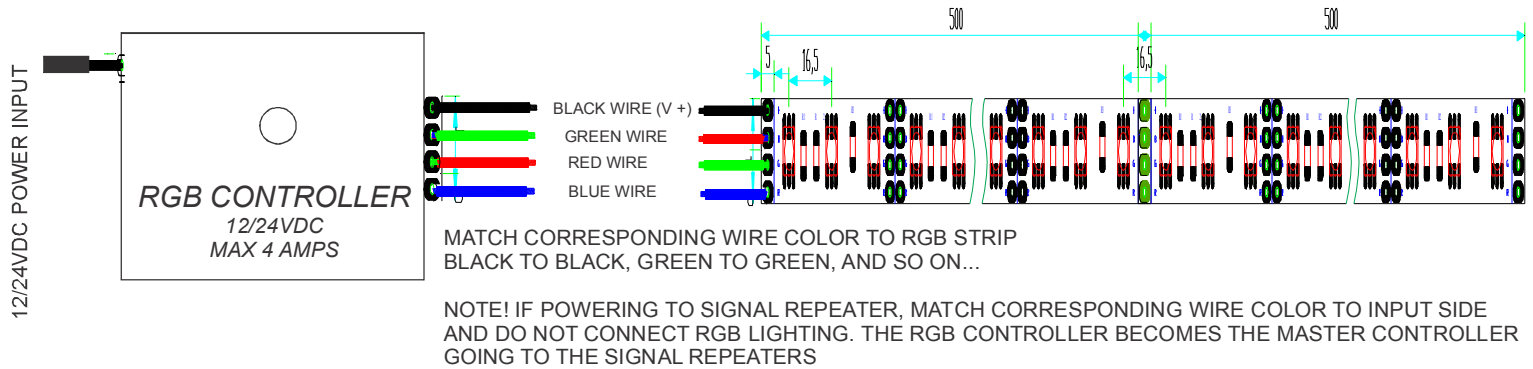 500
500
5
16,5
16,5
12/24VDC POWER INPUT
BLACK WIRE (V +)
GREEN WIRE
RED WIRE
BLUE WIRE
RGB CONTROLLER
12/24VDC
MAX 4 AMPS
MATCH CORRESPONDING WIRE COLOR TO RGB STRIP
BLACK TO BLACK, GREEN TO GREEN, AND SO ON...
NOTE! IF POWERING TO SIGNAL REPEATER, MATCH CORRESPONDING WIRE COLOR TO INPUT SIDE
AND DO NOT CONNECT RGB LIGHTING. THE RGB CONTROLLER BECOMES THE MASTER CONTROLLER
GOING TO THE SIGNAL REPEATERS